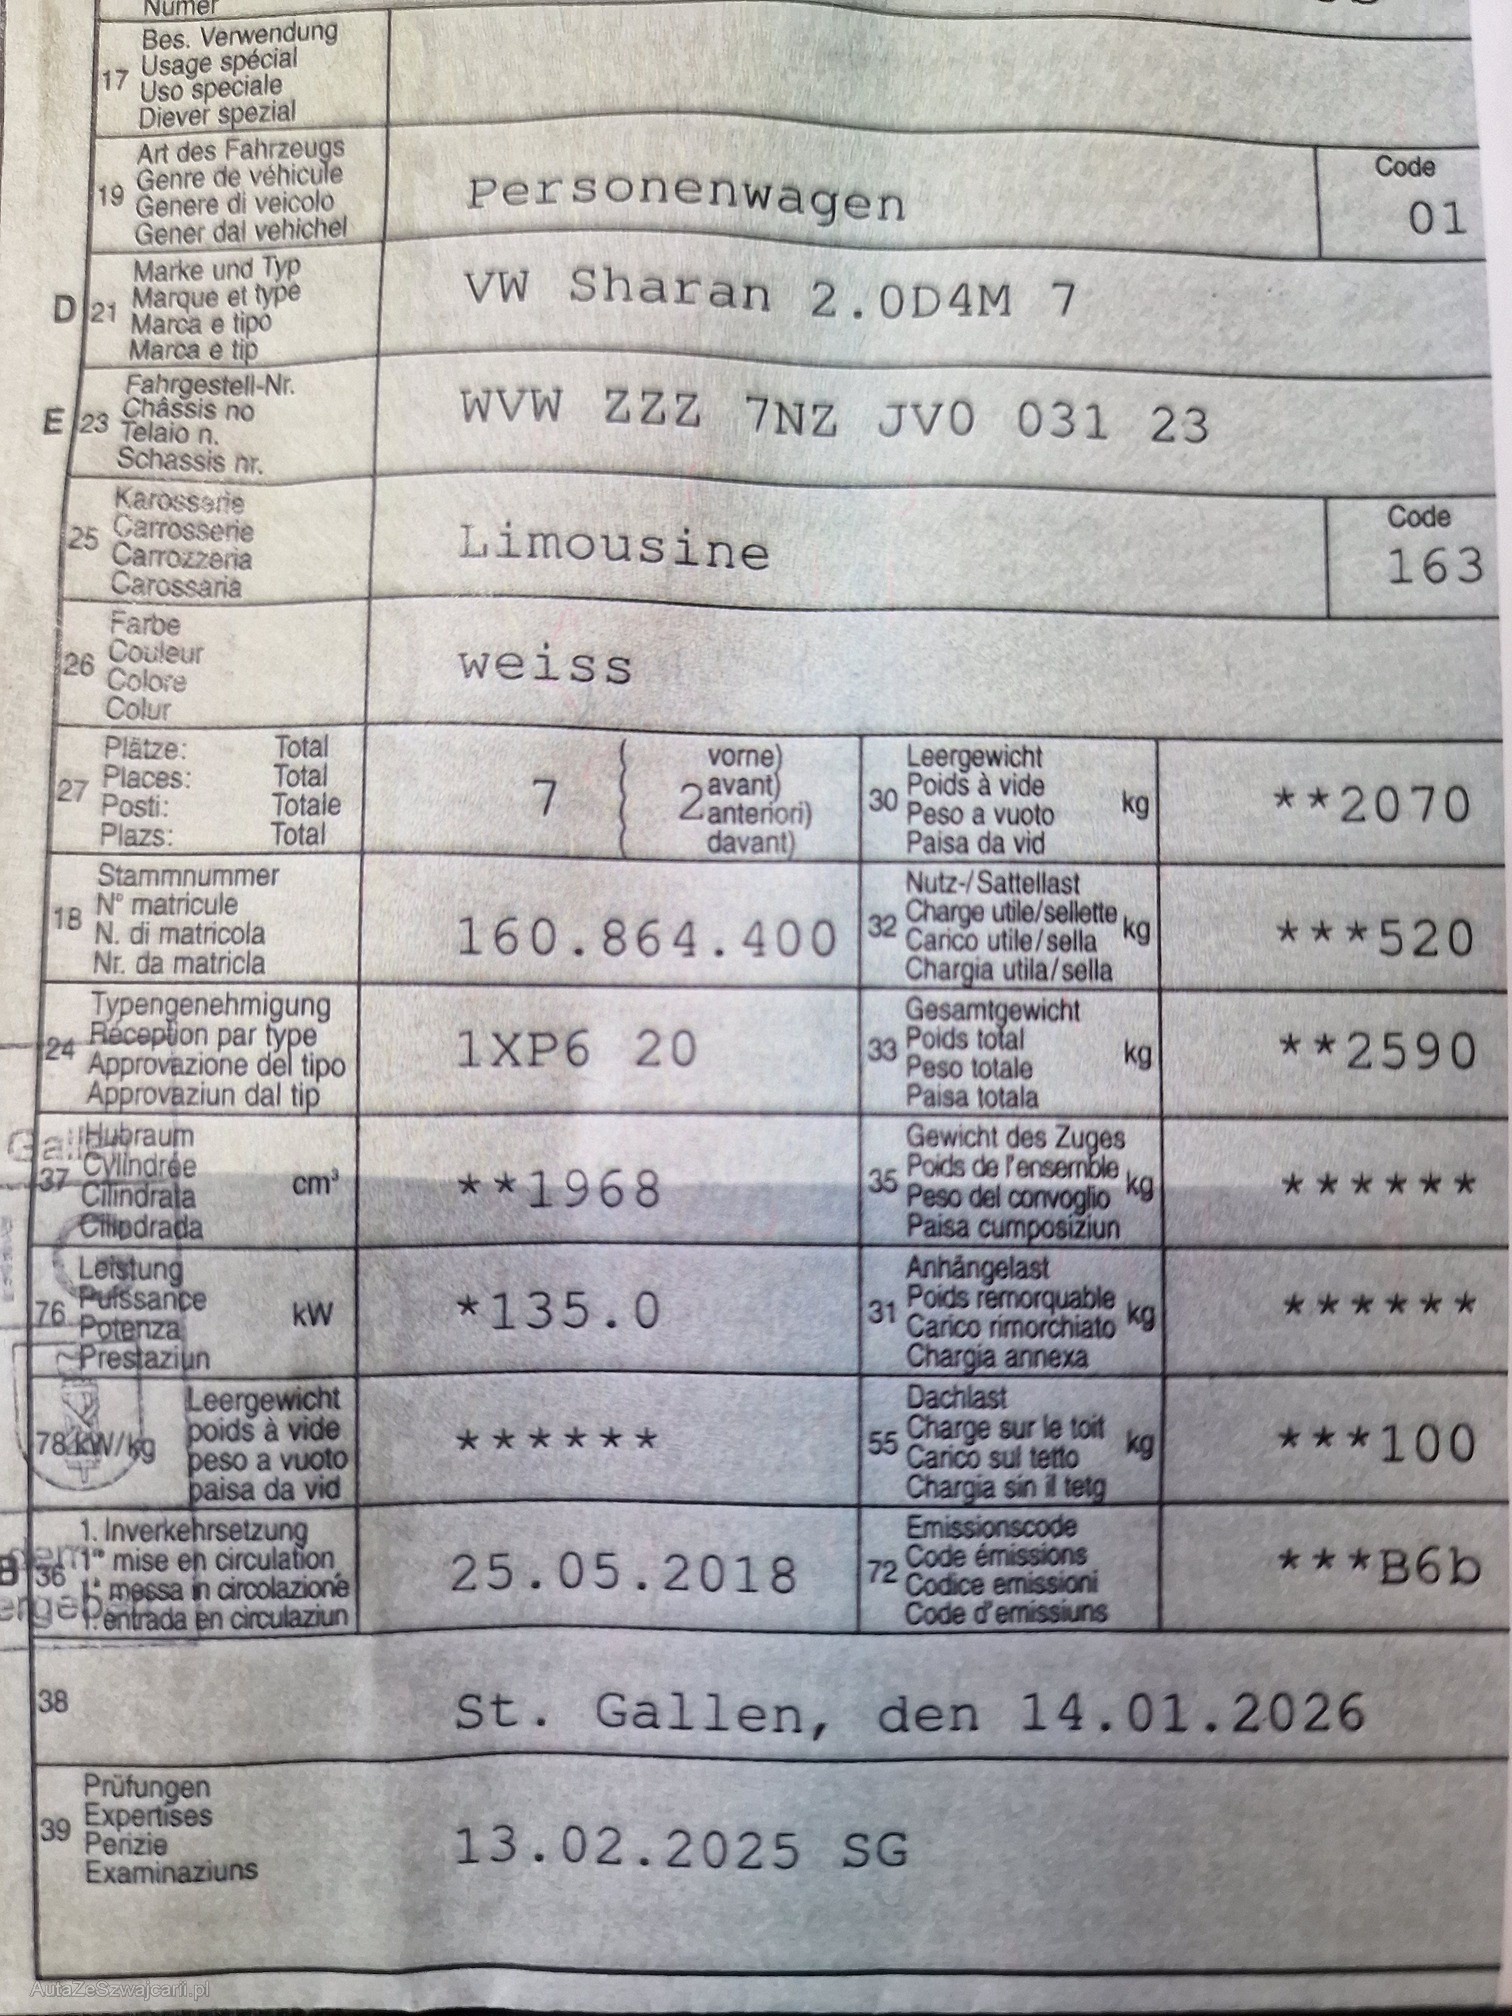 Numer
17
Bes. Verwendung
Usage spécial
Uso speciale
Diever spezial
19
Art des Fahrzeugs
Genre de véhicule
Genere di veicolo
Gener dal vehichel
Personenwagen
Code
01
D 21
Marke und Typ
Marque et type
Marca e tipo
Marca e tip
VW Sharan 2.0D4M 7
E 23
Fahrgestell-Nr.
Châssis no
Telaio n.
Schassis nr.
WVW ZZZ 7NZ JV0 031 23
25
Karosserie
Carrosserie
Carrozzeria
Carossaria
Limousine
Code
163
26
Farbe
Couleur
Colore
Colur
weiss
27
Plätze: Total
Places: Total
Posti: Totale
Plazs: Total
7
2
vorne)
avant)
anteriori)
davant)
30
Leergewicht
Poids à vide
Peso a vuoto
Paisa da vid
kg
**2070
18
Stammnummer
N° matricule
N. di matricola
Nr. da matricla
160.864.400
32
Nutz-/Sattellast
Charge utile/sellette
Carico utile/sella
Chargia utila/sella
kg
***520
24
Typengenehmigung
Réception par type
Approvazione del tipo
Approvaziun dal tip
1XP6 20
33
Gesamtgewicht
Poids total
Peso totale
Paisa totala
kg
**2590
37
Hubraum
Cylindrée
Cilindrata
Cilindrada
cm³
**1968
35
Gewicht des Zuges
Poids de l'ensemble
Peso del convoglio
Paisa cumposiziun
kg
******
76
Leistung
Puissance
Potenza
Prestaziun
kW
*135.0
31
Anhängelast
Poids remorquable
Carico rimorchiato
Chargia annexa
kg
******
78 kW/kg
Leergewicht
poids à vide
peso a vuoto
paisa da vid
******
55
Dachlast
Charge sur le toit
Carico sul tetto
Chargia sin il tetg
kg
***100
B 36
1. Inverkehrsetzung
1re mise en circulation
1a messa in circolazione
1. entrada en circulaziun
25.05.2018
72
Emissionscode
Code émissions
Codice emissioni
Code d'emissiuns
***B6b
38
St. Gallen, den 14.01.2026
39
Prüfungen
Expertises
Perizie
Examinaziuns
13.02.2025 SG
AutaZeSzwajcarii.pl